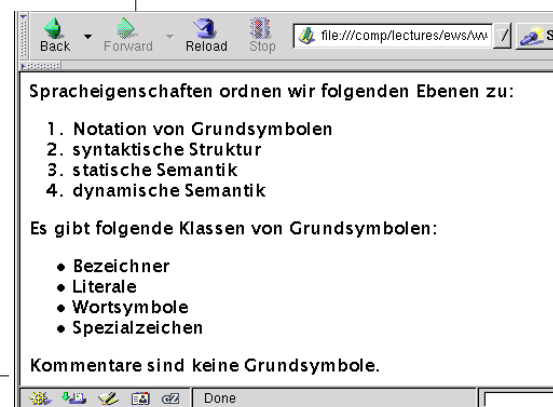 Back Forward Reload Stop file:///comp/lectures/ews/ww S
Spracheigenschaften ordnen wir folgenden Ebenen zu:
1. Notation von Grundsymbolen
2. syntaktische Struktur
3. statische Semantik
4. dynamische Semantik
Es gibt folgende Klassen von Grundsymbolen:
• Bezeichner
• Literale
• Wortsymbole
• Spezialzeichen
Kommentare sind keine Grundsymbole.
Done